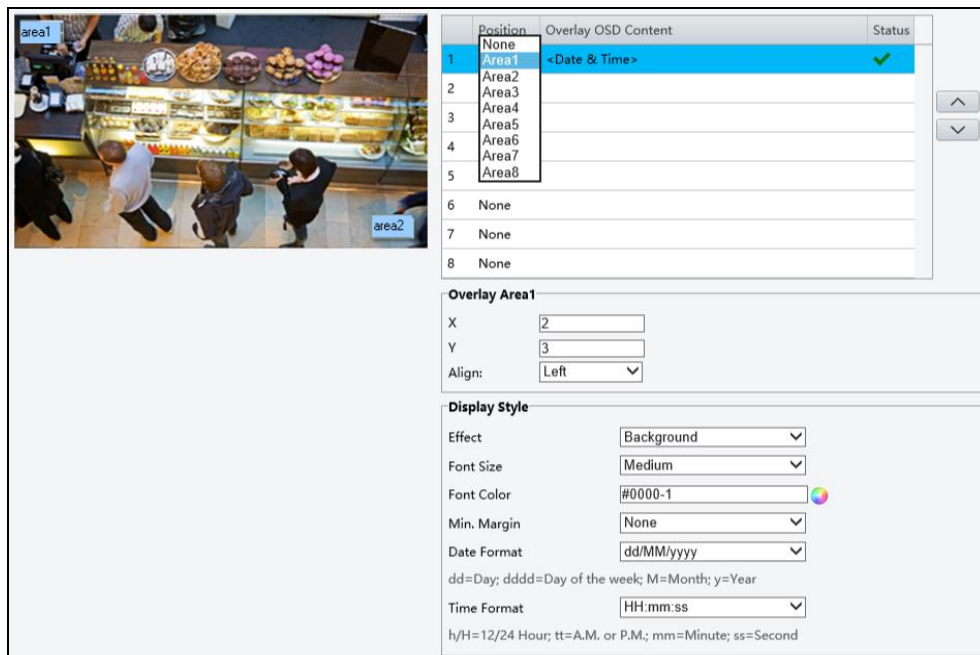 area1
area2
Position Overlay OSD Content Status
None
1 Area1 <Date & Time>
Area2
2
Area3
3 Area4
Area5
4 Area6
Area7
5 Area8
6 None
7 None
8 None
Overlay Area1
X 2
Y 3
Align: Left
Display Style
Effect Background
Font Size Medium
Font Color #0000-1
Min. Margin None
Date Format dd/MM/yyyy
dd=Day; dddd=Day of the week; M=Month; y=Year
Time Format HH:mm:ss
h/H=12/24 Hour; tt=A.M. or P.M.; mm=Minute; ss=Second